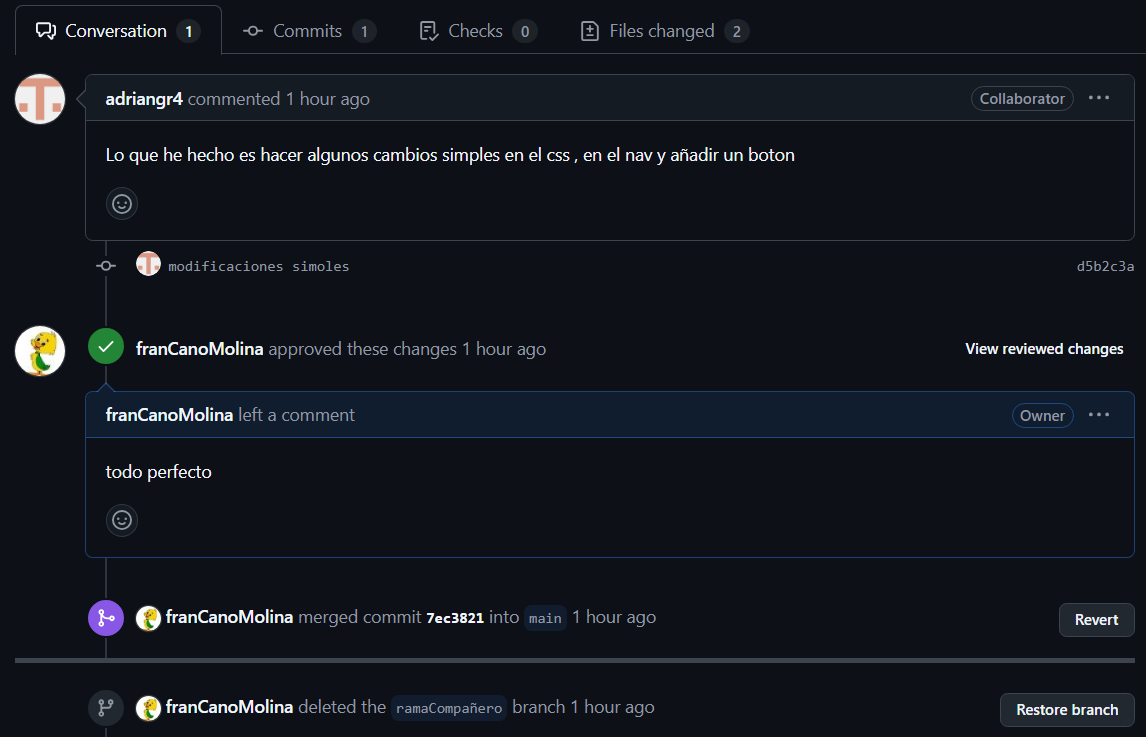 Conversation 1 Commits 1 Checks 0 Files changed 2
adriangr4 commented 1 hour ago Collaborator ...
Lo que he hecho es hacer algunos cambios simples en el css , en el nav y añadir un boton
modificaciones simoles d5b2c3a
franCanoMolina approved these changes 1 hour ago View reviewed changes
franCanoMolina left a comment Owner ...
todo perfecto
franCanoMolina merged commit 7ec3821 into main 1 hour ago Revert
franCanoMolina deleted the ramaCompañero branch 1 hour ago Restore branch